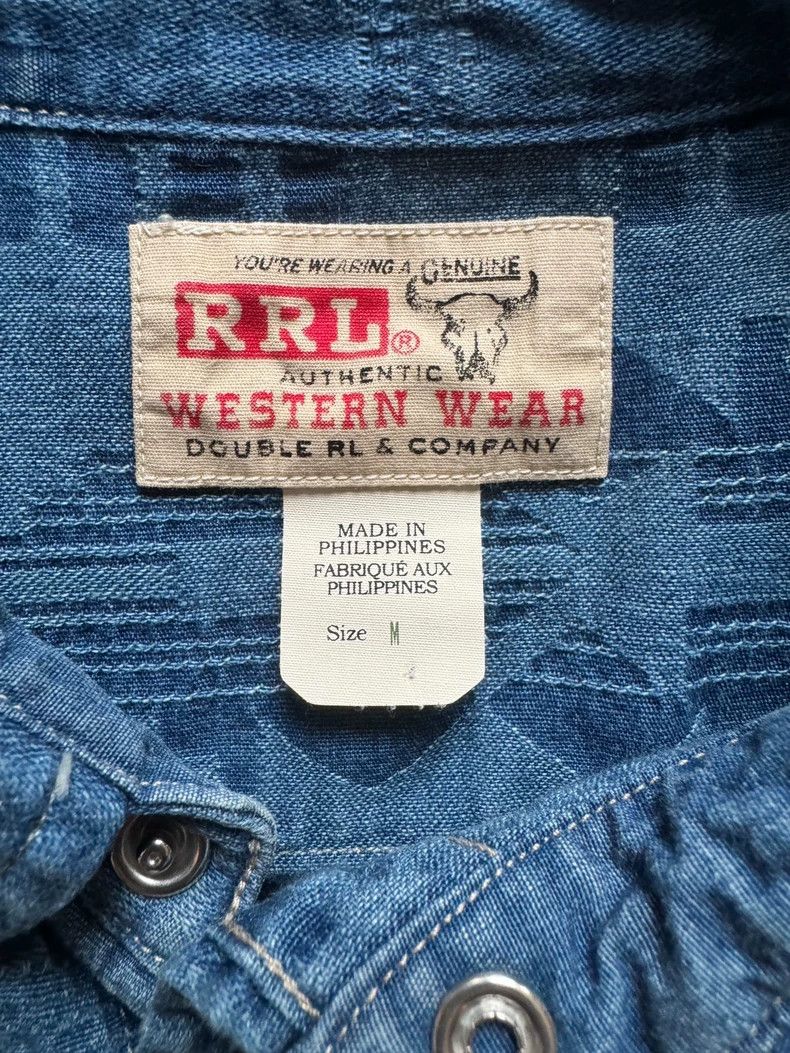 YOU'RE WEARING A GENUINE
RRL®
AUTHENTIC
WESTERN WEAR
DOUBLE RL & COMPANY
MADE IN
PHILIPPINES
FABRIQUÉ AUX
PHILIPPINES
Size M